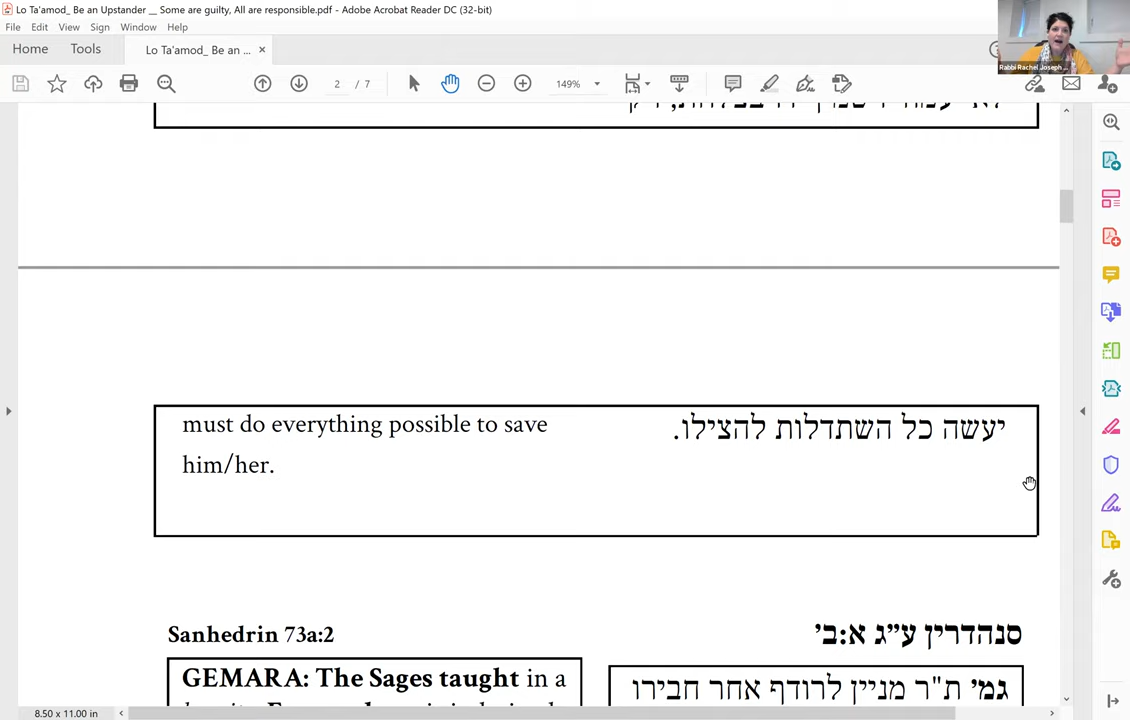 Lo Ta'amod_ Be an Upstander __ Some are guilty, All are responsible.pdf - Adobe Acrobat Reader DC (32-bit)
File Edit View Sign Window Help
Home Tools Lo Ta'amod_ Be an ... ×
2 / 7 149%
Rabbi Rachel Joseph
must do everything possible to save
him/her.
יעשה כל השתדלות להצילו.
Sanhedrin 73a:2
סנהדרין ע״ג א:ב׳
GEMARA: The Sages taught in a
גמ׳ ת"ר מניין לרודף אחר חבירו
8.50 x 11.00 in